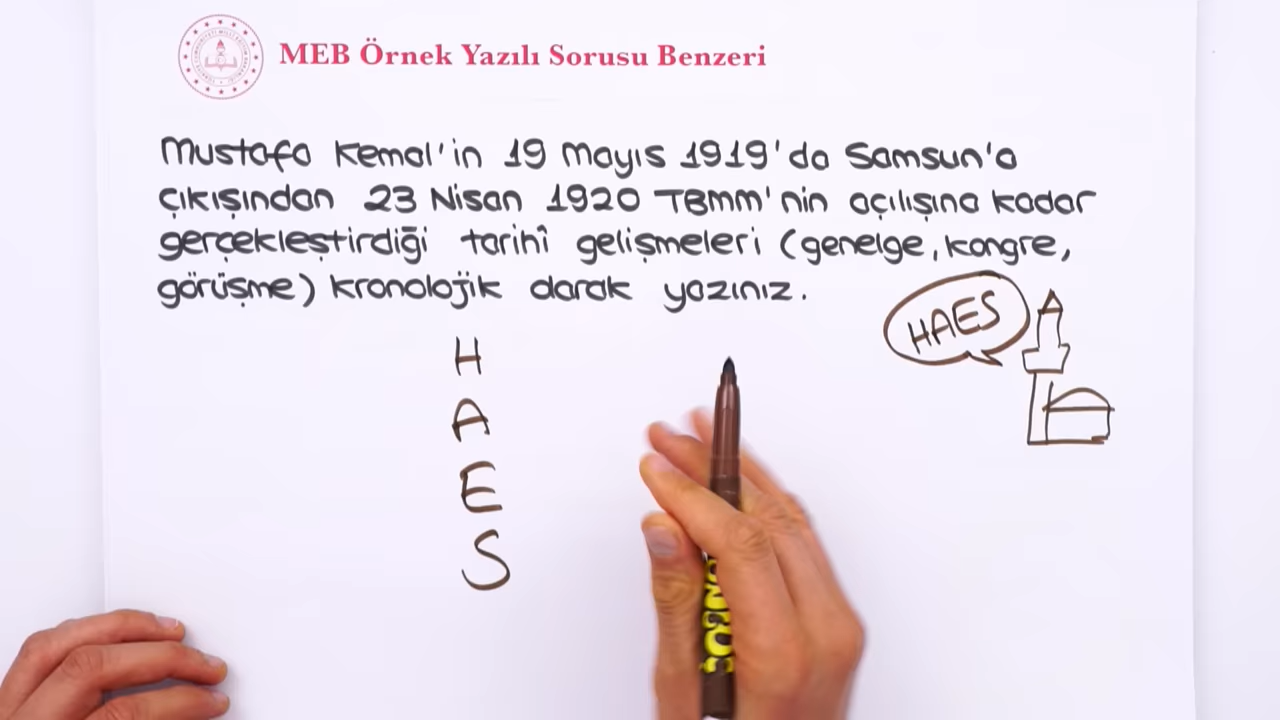 MEB Örnek Yazılı Sorusu Benzeri
Mustafa Kemal'in 19 Mayıs 1919'da Samsun'a
çıkışından 23 Nisan 1920 TBMM'nin açılışına kadar
gerçekleştirdiği tarihî gelişmeleri (genelge, kongre,
görüşme) kronolojik olarak yazınız.
HAES
H
A
E
S